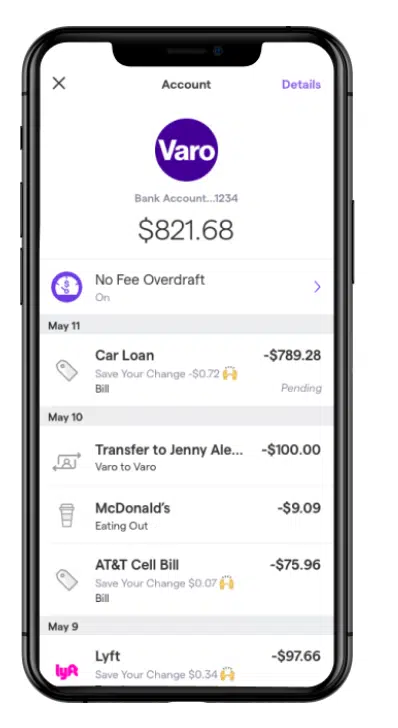 Account
Details
Varo
Bank Account...1234
$821.68
No Fee Overdraft
On
May 11
Car Loan -$789.28
Save Your Change -$0.72 🙌
Bill
Pending
May 10
Transfer to Jenny Ale... -$100.00
Varo to Varo
McDonald's -$9.09
Eating Out
AT&T Cell Bill -$75.96
Save Your Change $0.07 🙌
Bill
May 9
lyft
Lyft -$97.66
Save Your Change $0.34 🙌